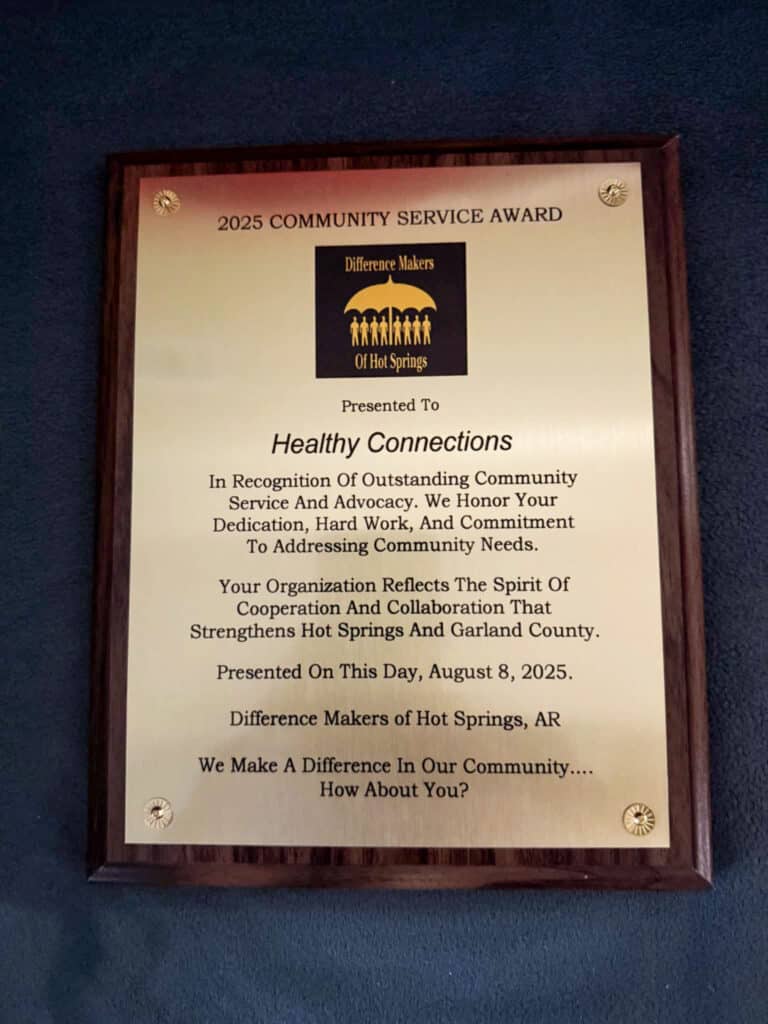 2025 COMMUNITY SERVICE AWARD
Difference Makers
Of Hot Springs
Presented To
Healthy Connections
In Recognition Of Outstanding Community
Service And Advocacy. We Honor Your
Dedication, Hard Work, And Commitment
To Addressing Community Needs.
Your Organization Reflects The Spirit Of
Cooperation And Collaboration That
Strengthens Hot Springs And Garland County.
Presented On This Day, August 8, 2025.
Difference Makers of Hot Springs, AR
We Make A Difference In Our Community....
How About You?